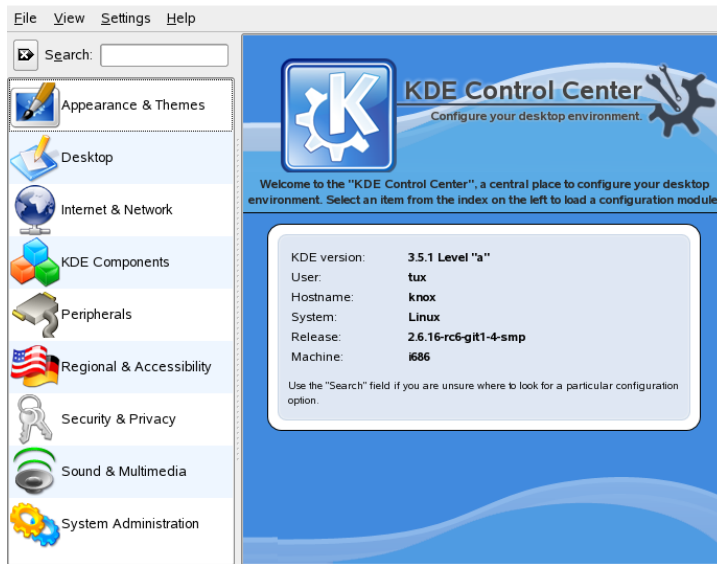 File View Settings Help
Search:
Appearance & Themes
Desktop
Internet & Network
KDE Components
Peripherals
Regional & Accessibility
Security & Privacy
Sound & Multimedia
System Administration
K
KDE Control Center
Configure your desktop environment.
Welcome to the "KDE Control Center", a central place to configure your desktop
environment. Select an item from the index on the left to load a configuration module
KDE version: 3.5.1 Level "a"
User: tux
Hostname: knox
System: Linux
Release: 2.6.16-rc6-git1-4-smp
Machine: i686
Use the "Search" field if you are unsure where to look for a particular configuration
option.